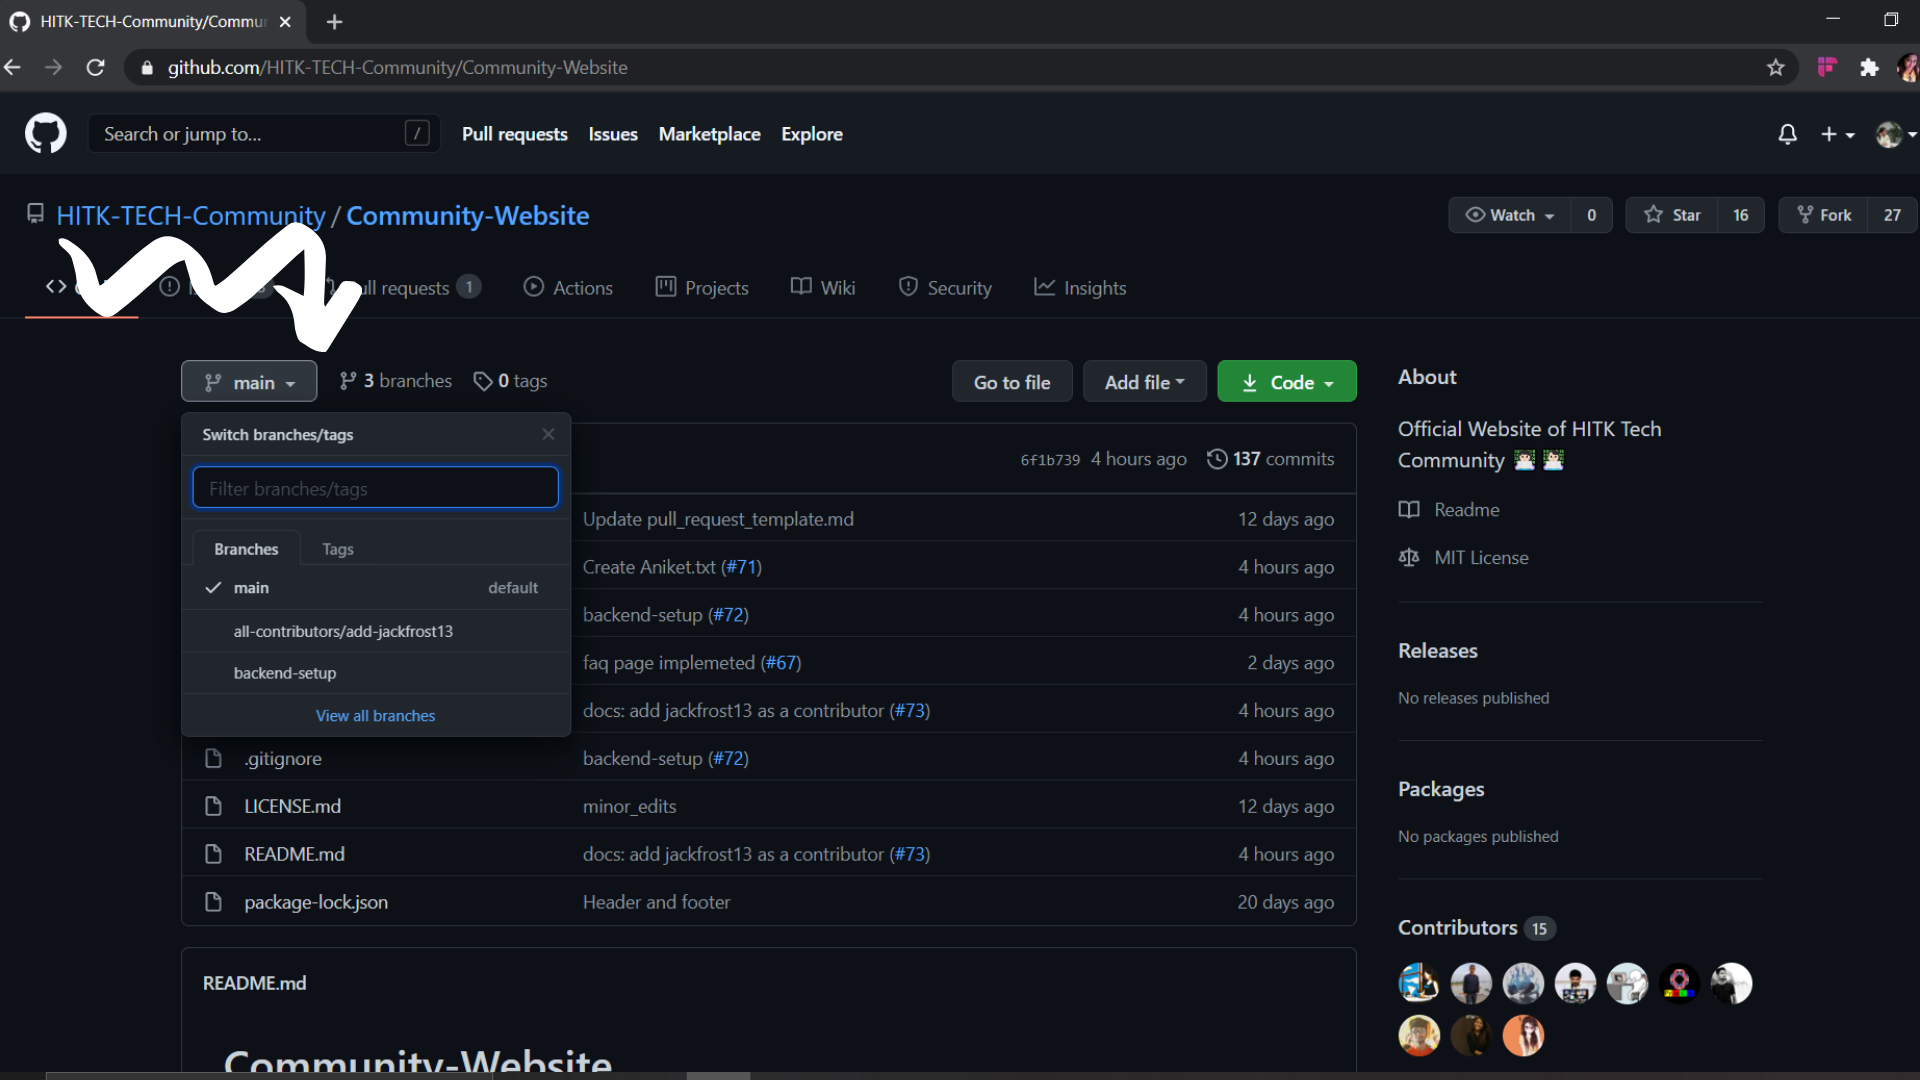 HITK-TECH-Community/Commu
github.com/HITK-TECH-Community/Community-Website
Search or jump to... /
Pull requests Issues Marketplace Explore
HITK-TECH-Community / Community-Website
Watch 0 Star 16 Fork 27
requests 1 Actions Projects Wiki Security Insights
main 3 branches 0 tags Go to file Add file Code
Switch branches/tags
Filter branches/tags
Branches Tags
main default
all-contributors/add-jackfrost13
backend-setup
View all branches
6f1b739 4 hours ago 137 commits
Update pull_request_template.md 12 days ago
Create Aniket.txt (#71) 4 hours ago
backend-setup (#72) 4 hours ago
faq page implemeted (#67) 2 days ago
docs: add jackfrost13 as a contributor (#73) 4 hours ago
.gitignore backend-setup (#72) 4 hours ago
LICENSE.md minor_edits 12 days ago
README.md docs: add jackfrost13 as a contributor (#73) 4 hours ago
package-lock.json Header and footer 20 days ago
README.md
Community-Website
About
Official Website of HITK Tech
Community
Readme
MIT License
Releases
No releases published
Packages
No packages published
Contributors 15